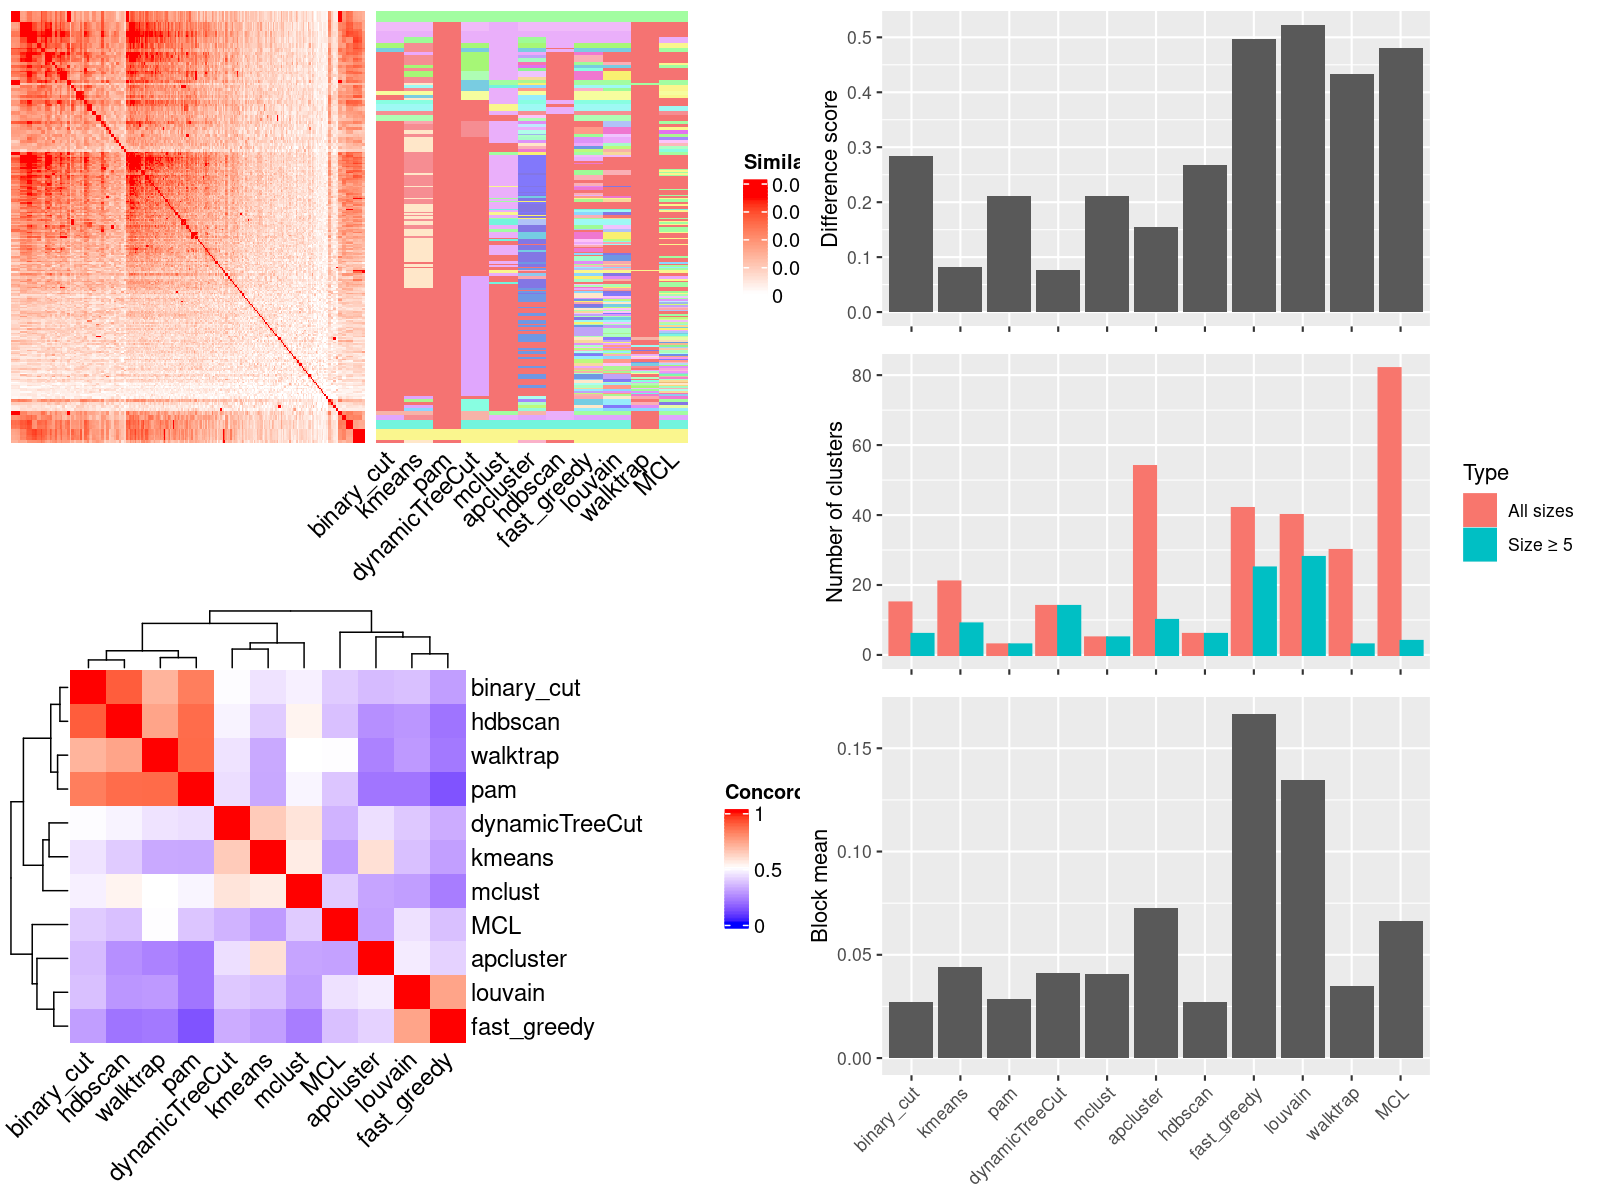 Simila
0.0
0.0
0.0
0.0
0
binary_cut
kmeans
pam
dynamicTreeCut
mclust
apcluster
hdbscan
fast_greedy
louvain
walktrap
MCL
binary_cut
hdbscan
walktrap
pam
dynamicTreeCut
kmeans
mclust
MCL
apcluster
louvain
fast_greedy
binary_cut
hdbscan
walktrap
pam
dynamicTreeCut
kmeans
mclust
MCL
apcluster
louvain
fast_greedy
Concord
1
0.5
0
Difference score
0.5
0.4
0.3
0.2
0.1
0.0
Number of clusters
80
60
40
20
0
Type
All sizes
Size ≥ 5
Block mean
0.15
0.10
0.05
0.00
binary_cut
kmeans
pam
dynamicTreeCut
mclust
apcluster
hdbscan
fast_greedy
louvain
walktrap
MCL